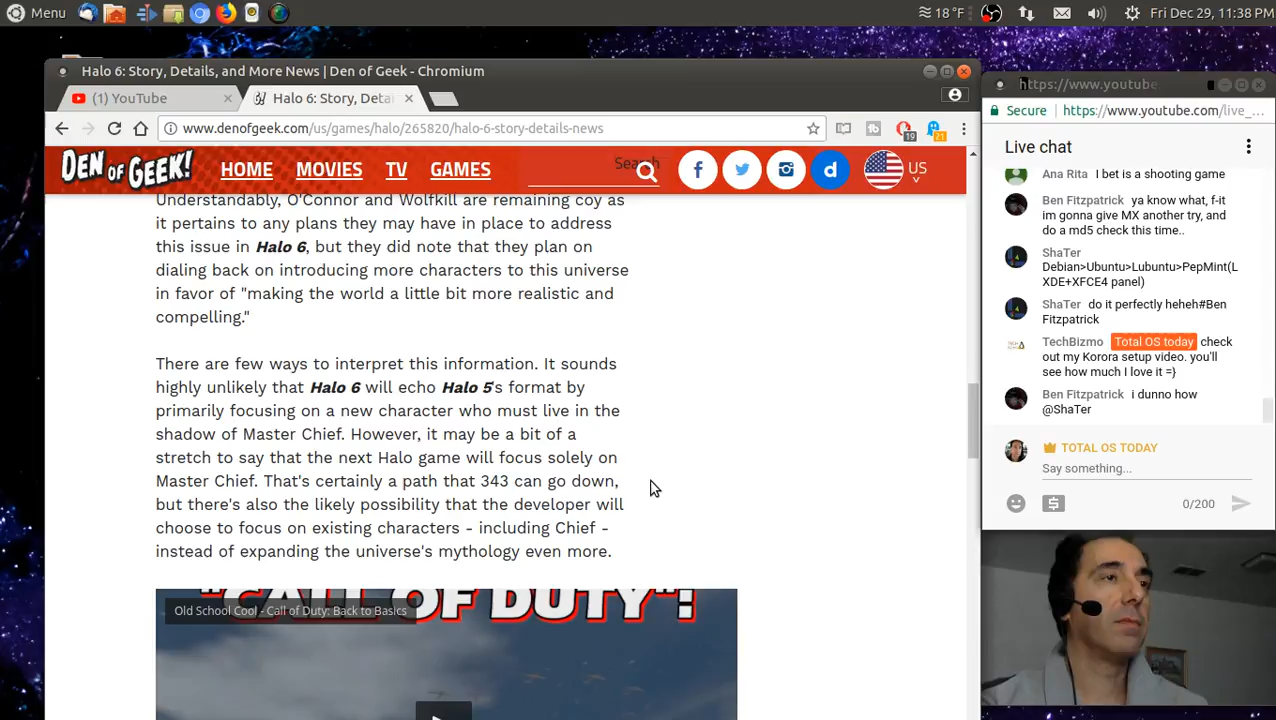 Menu
18 °F
Fri Dec 29, 11:38 PM
Halo 6: Story, Details, and More News | Den of Geek - Chromium
(1) YouTube
Halo 6: Story, Detai
www.denofgeek.com/us/games/halo/265820/halo-6-story-details-news
19
21
DEN OF GEEK!
HOME
MOVIES
TV
GAMES
Search
US
Understandably, O'Connor and Wolfkill are remaining coy as
it pertains to any plans they may have in place to address
this issue in Halo 6, but they did note that they plan on
dialing back on introducing more characters to this universe
in favor of "making the world a little bit more realistic and
compelling."
There are few ways to interpret this information. It sounds
highly unlikely that Halo 6 will echo Halo 5's format by
primarily focusing on a new character who must live in the
shadow of Master Chief. However, it may be a bit of a
stretch to say that the next Halo game will focus solely on
Master Chief. That's certainly a path that 343 can go down,
but there's also the likely possibility that the developer will
choose to focus on existing characters - including Chief -
instead of expanding the universe's mythology even more.
"CALL OF DUTY":
Old School Cool - Call of Duty: Back to Basics
https://www.youtube.
Secure
https://www.youtube.com/live_...
Live chat
Ana Rita I bet is a shooting game
Ben Fitzpatrick ya know what, f-it
im gonna give MX another try, and
do a md5 check this time..
ShaTer
Debian>Ubuntu>Lubuntu>PepMint(L
XDE+XFCE4 panel)
ShaTer do it perfectly heheh#Ben
Fitzpatrick
TechBizmo Total OS today check
out my Korora setup video. you'll
see how much I love it =}
Ben Fitzpatrick i dunno how
@ShaTer
TOTAL OS TODAY
Say something...
0/200